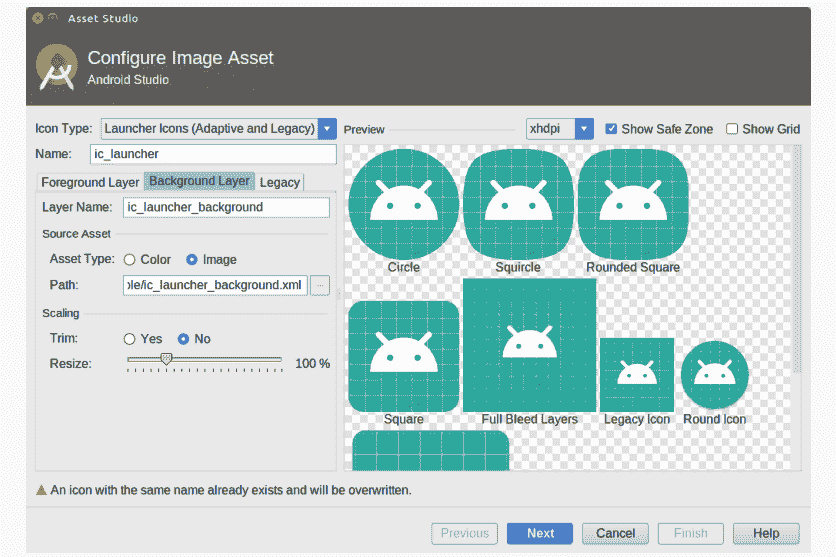 Asset Studio
Configure Image Asset
Android Studio
Icon Type: Launcher Icons (Adaptive and Legacy)
Preview xhdpi Show Safe Zone Show Grid
Name: ic_launcher
Foreground Layer Background Layer Legacy
Layer Name: ic_launcher_background
Source Asset
Asset Type: Color Image
Path: ole/ic_launcher_background.xml ...
Scaling
Trim: Yes No
Resize: 100 %
Circle Squircle Rounded Square
Square Full Bleed Layers Legacy Icon Round Icon
An icon with the same name already exists and will be overwritten.
Previous Next Cancel Finish Help